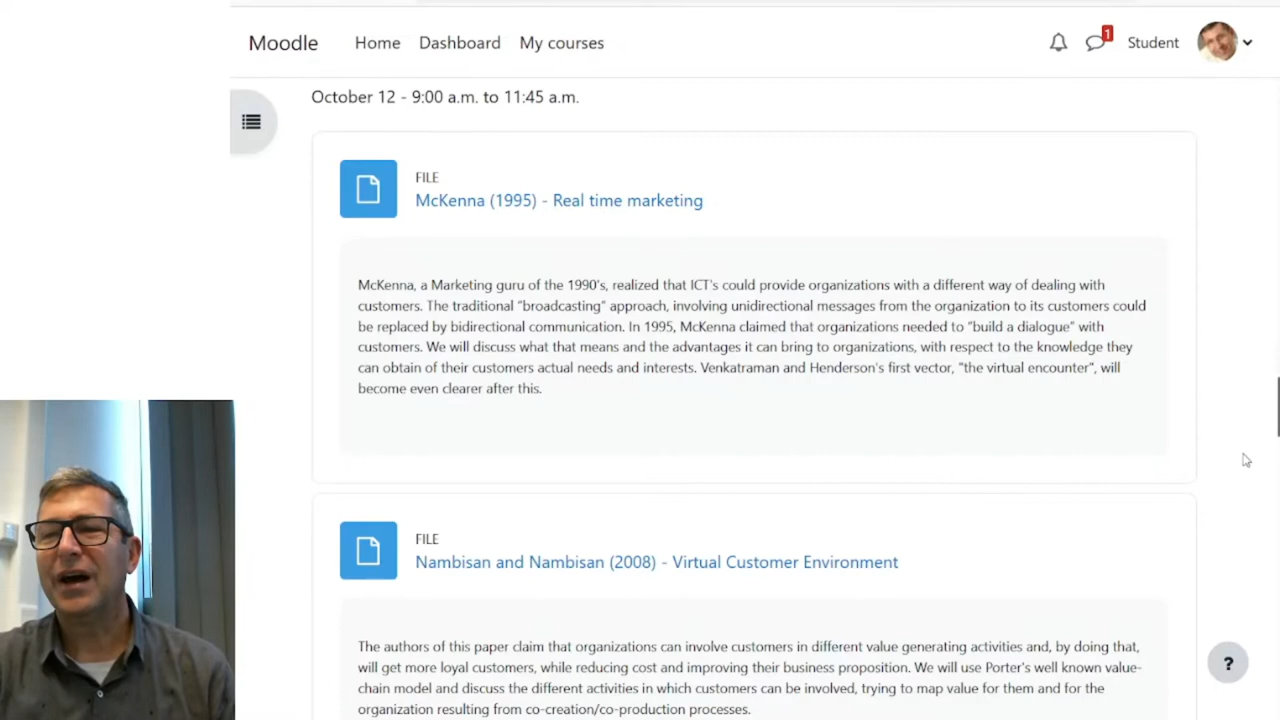 Moodle Home Dashboard My courses 1 Student
October 12 - 9:00 a.m. to 11:45 a.m.
FILE
McKenna (1995) - Real time marketing
McKenna, a Marketing guru of the 1990's, realized that ICT's could provide organizations with a different way of dealing with
customers. The traditional "broadcasting" approach, involving unidirectional messages from the organization to its customers could
be replaced by bidirectional communication. In 1995, McKenna claimed that organizations needed to "build a dialogue" with
customers. We will discuss what that means and the advantages it can bring to organizations, with respect to the knowledge they
can obtain of their customers actual needs and interests. Venkatraman and Henderson's first vector, "the virtual encounter", will
become even clearer after this.
FILE
Nambisan and Nambisan (2008) - Virtual Customer Environment
The authors of this paper claim that organizations can involve customers in different value generating activities and, by doing that,
will get more loyal customers, while reducing cost and improving their business proposition. We will use Porter's well known value-
chain model and discuss the different activities in which customers can be involved, trying to map value for them and for the
organization resulting from co-creation/co-production processes.
?